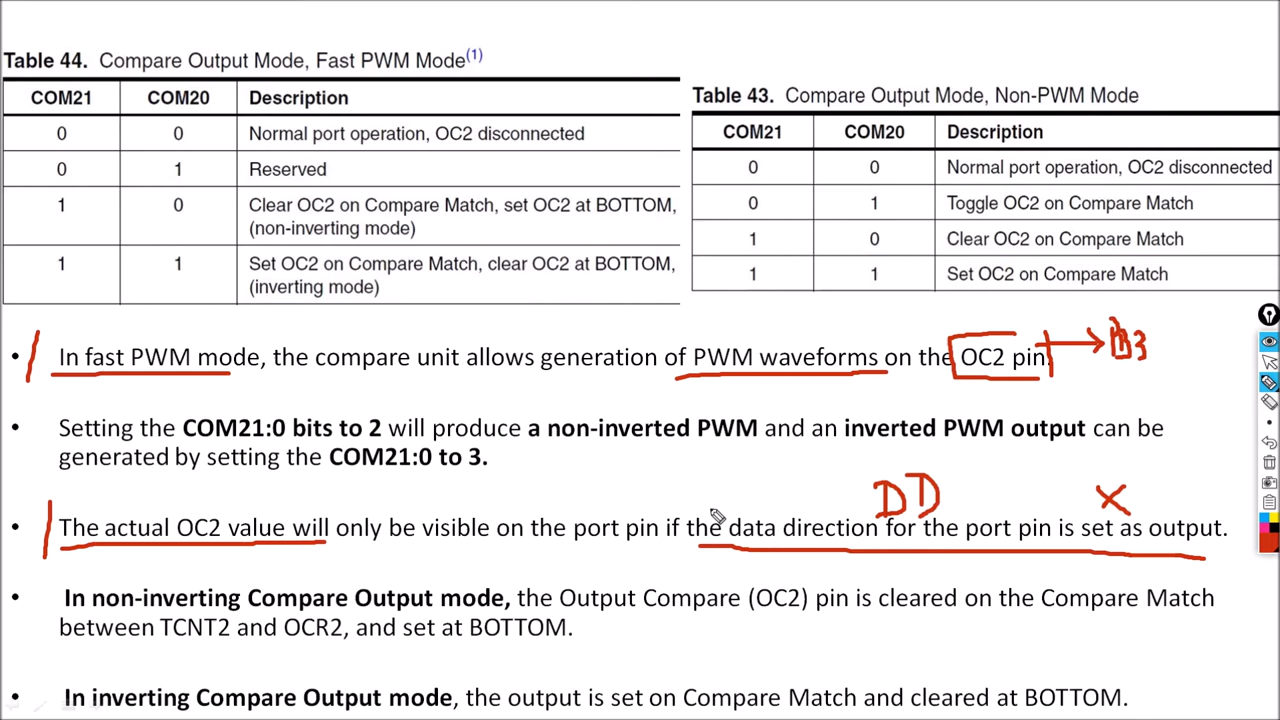 Table 44. Compare Output Mode, Fast PWM Mode(1)
COM21 COM20 Description
0 0 Normal port operation, OC2 disconnected
0 1 Reserved
1 0 Clear OC2 on Compare Match, set OC2 at BOTTOM,
(non-inverting mode)
1 1 Set OC2 on Compare Match, clear OC2 at BOTTOM,
(inverting mode)
Table 43. Compare Output Mode, Non-PWM Mode
COM21 COM20 Description
0 0 Normal port operation, OC2 disconnected
0 1 Toggle OC2 on Compare Match
1 0 Clear OC2 on Compare Match
1 1 Set OC2 on Compare Match
• In fast PWM mode, the compare unit allows generation of PWM waveforms on the OC2 pin.
• Setting the COM21:0 bits to 2 will produce a non-inverted PWM and an inverted PWM output can be
generated by setting the COM21:0 to 3.
DD X
• The actual OC2 value will only be visible on the port pin if the data direction for the port pin is set as output.
• In non-inverting Compare Output mode, the Output Compare (OC2) pin is cleared on the Compare Match
between TCNT2 and OCR2, and set at BOTTOM.
• In inverting Compare Output mode, the output is set on Compare Match and cleared at BOTTOM.